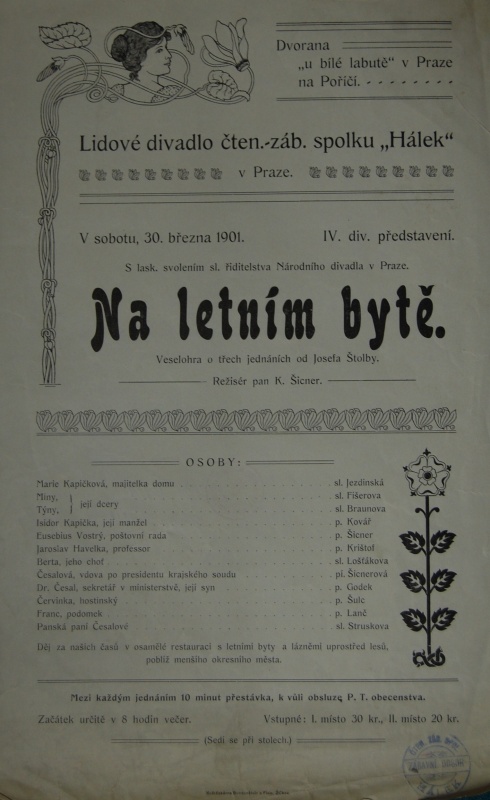 Dvorana
„u bílé labutě“ v Praze
na Poříčí.
Lidové divadlo čten.-záb. spolku „Hálek“
v Praze.
V sobotu, 30. března 1901. IV. div. představení.
S lask. svolením sl. řiditelstva Národního divadla v Praze.
Na letním bytě.
Veselohra o třech jednáních od Josefa Štolby.
Režisér pan K. Šicner.
OSOBY:
Marie Kapičková, majitelka domu sl. Jezdinská
Miny, sl. Fišerova
její dcery
Týny, sl. Braunova
Isidor Kapička, její manžel p. Kovář
Eusebius Vostrý, poštovní rada p. Šicner
Jaroslav Havelka, professor p. Krištof
Berta, jeho choť sl. Lošťákova
Česalová, vdova po presidentu krajského soudu pí. Šicnerová
Dr. Česal, sekretář v ministerstvě, její syn p. Godek
Červinka, hostinský p. Šulc
Franc, podomek p. Laně
Panská paní Česalové sl. Struskova
Děj za našich časů v osamělé restauraci s letními byty a lázněmi uprostřed lesů,
poblíž menšího okresního města.
Mezi každým jednáním 10 minut přestávka, k vůli obsluze P. T. obecenstva.
Začátek určitě v 8 hodin večer. Vstupné: I. místo 30 kr., II. místo 20 kr.
(Sedí se při stolech.)